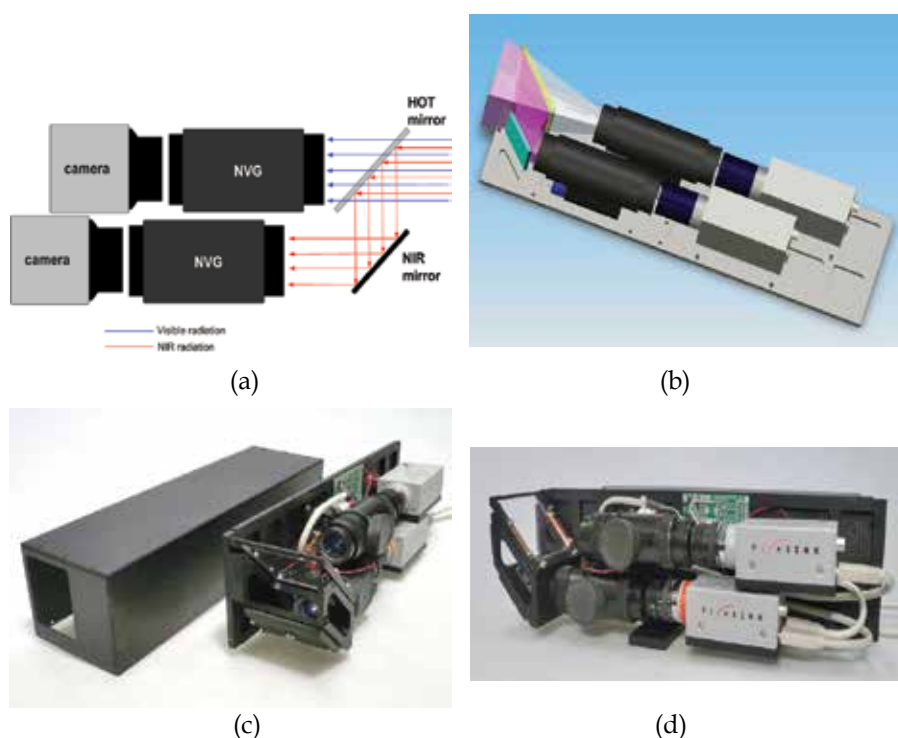 HOT
mirror
camera
NVG
camera
NVG
NIR
mirror
Visible radiation
NIR radiation
(a)
(b)
(c)
(d)